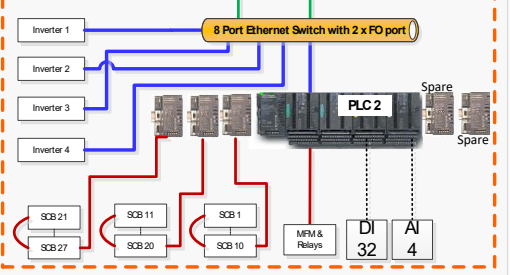 8 Port Ethernet Switch with 2 x FO port
Inverter 1
Inverter 2
Inverter 3
Inverter 4
PLC 2
Spare
Spare
SCB 21
SCB 27
SCB 11
SCB 20
SCB 1
SCB 10
MFM &
Relays
DI
32
AI
4